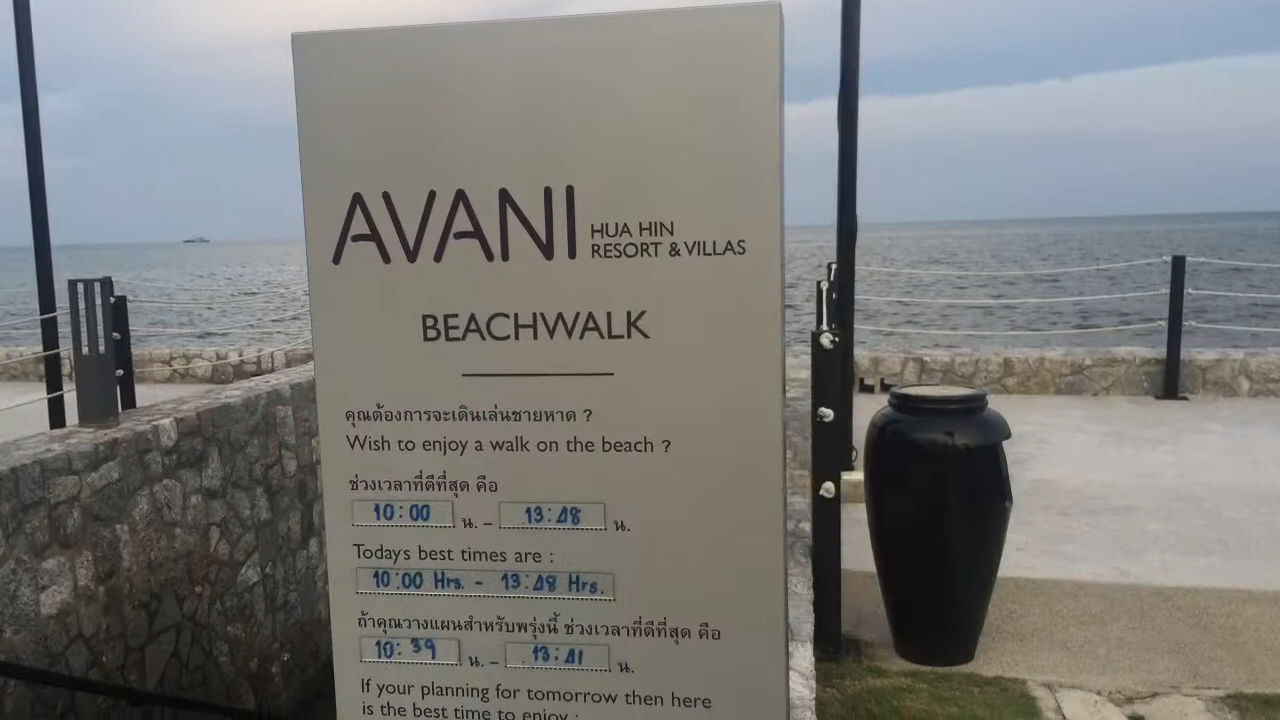 AVANI HUA HIN
RESORT & VILLAS
BEACHWALK
คุณต้องการจะเดินเล่นชายหาด ?
Wish to enjoy a walk on the beach ?
ช่วงเวลาที่ดีที่สุด คือ
10:00 น. – 13:48 น.
Today's best times are :
10:00 Hrs. - 13:48 Hrs.
ถ้าคุณวางแผนสำหรับพรุ่งนี้ ช่วงเวลาที่ดีที่สุด คือ
10:39 น. – 13:41 น.
If your planning for tomorrow then here
is the best time to enjoy :